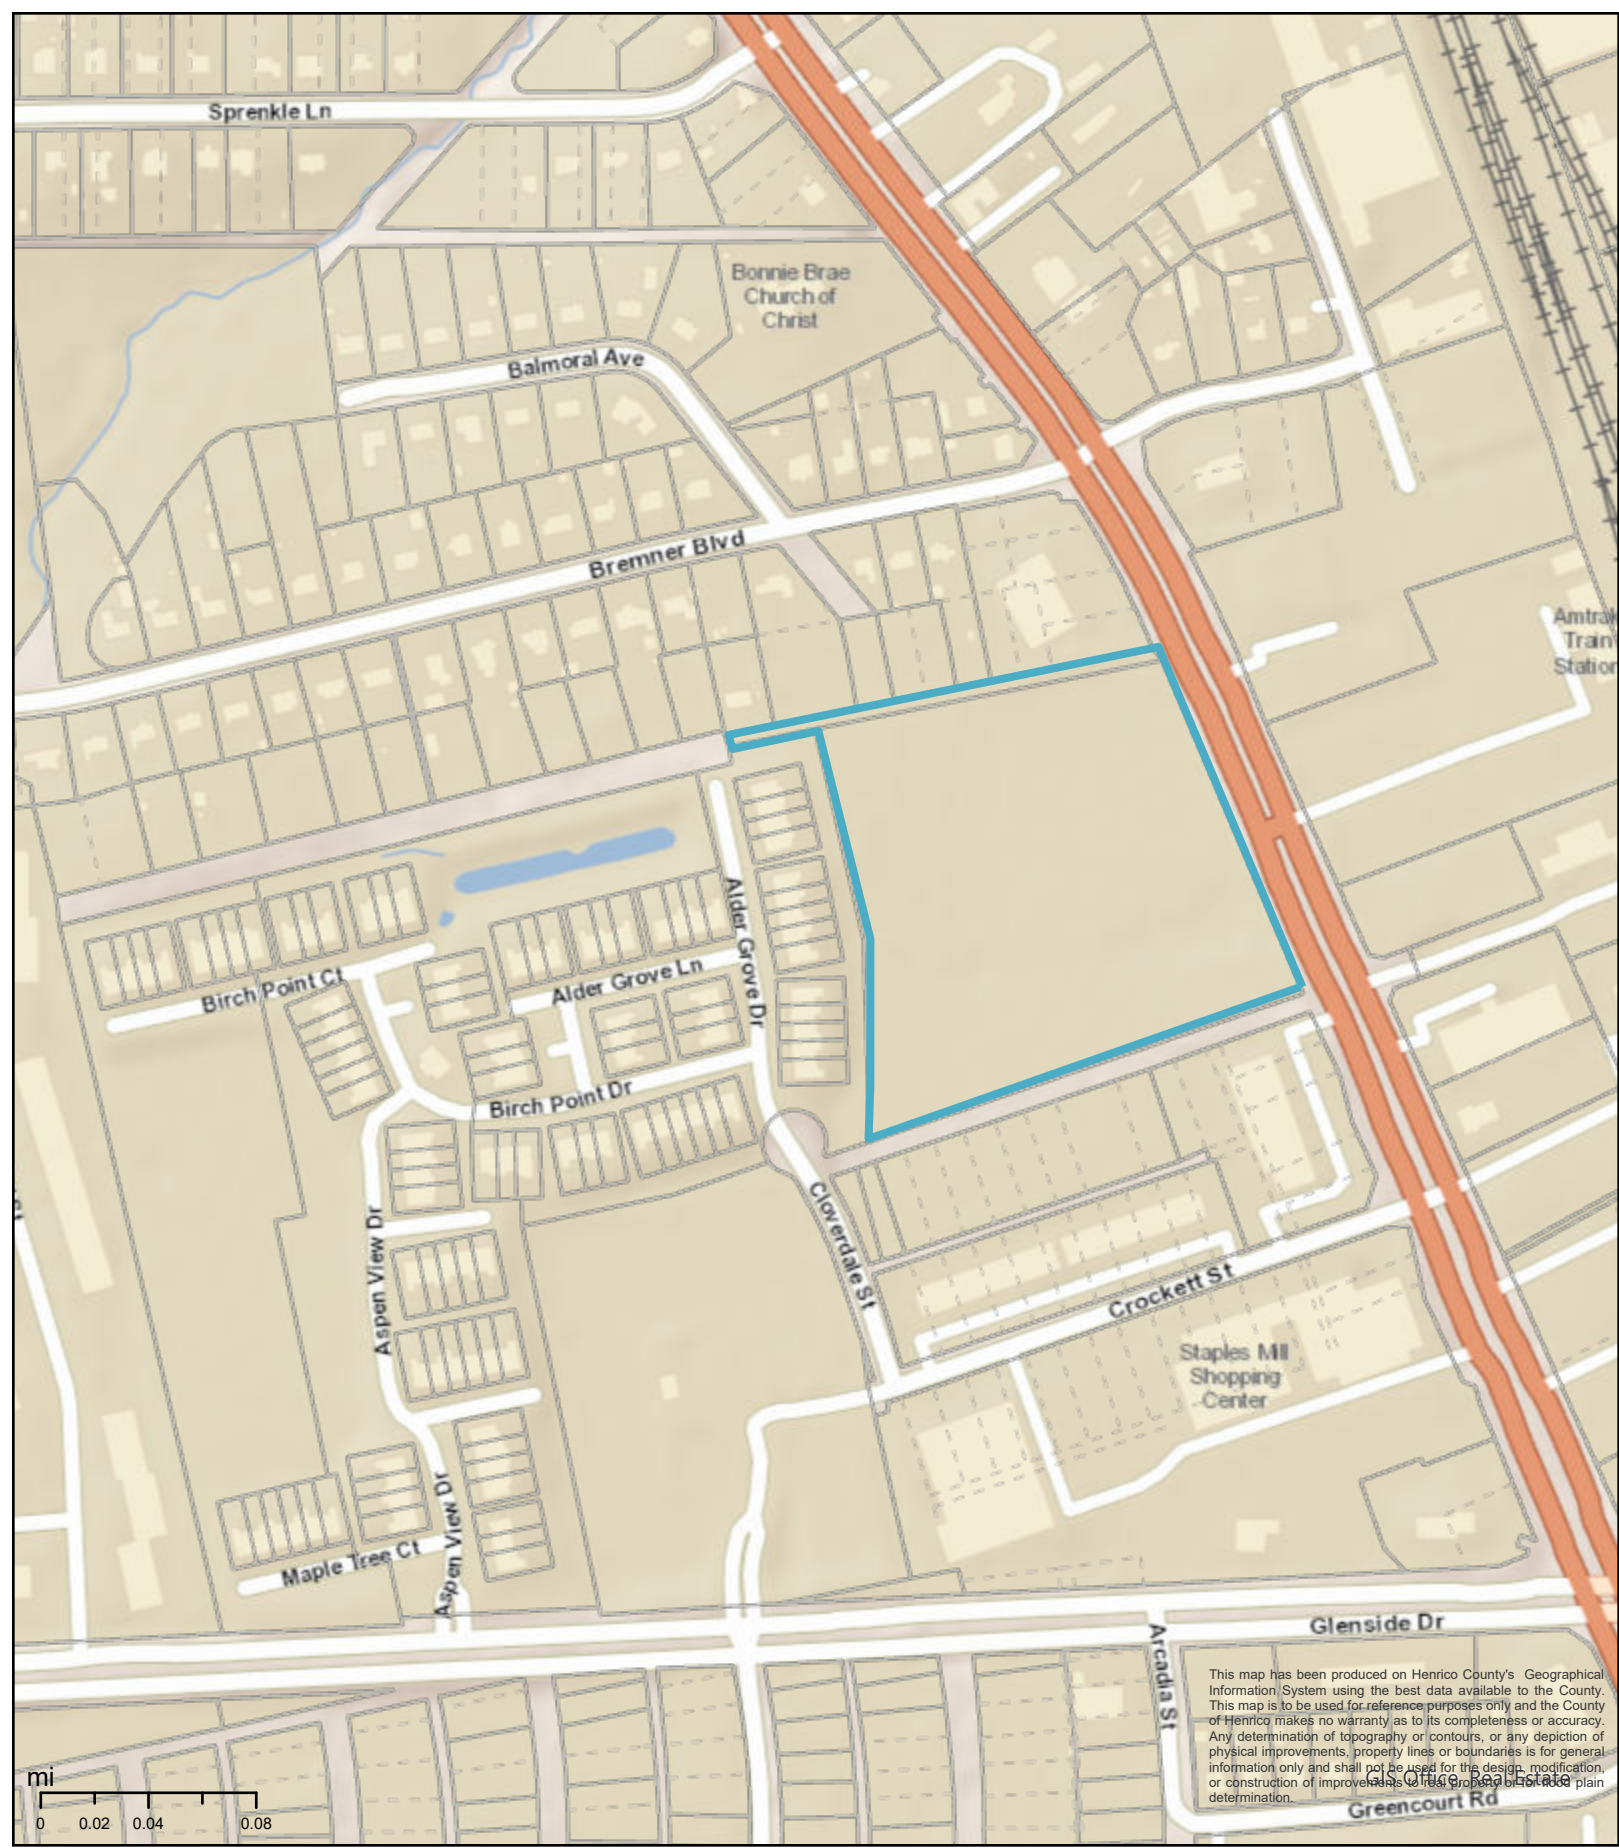 Sprenkle Ln
Bonnie Brae
Church of
Christ
Balmoral Ave
Bremner Blvd
Train
Alder Grove Dr
Birch Point Ct
Alder Grove Ln
Birch Point Dr
Aspen View Dr
Cloverdale St
Crockett St
Staples Mill
Shopping
Center
Aspen View Dr
Maple Tree Ct
Glenside Dr
Arcadia St
This map has been produced on Henrico County's Geographical
Information System using the best data available to the County.
This map is to be used for reference purposes only and the County
of Henrico makes no warranty as to its completeness or accuracy.
Any determination of topography or contours, or any depiction of
physical improvements, property lines or boundaries is for general
information only and shall not be used for the design, modification,
or construction of improvements to real property or for flood plain
determination.
GIS Office, Real Estate
Greencourt Rd
mi
0 0.02 0.04 0.08